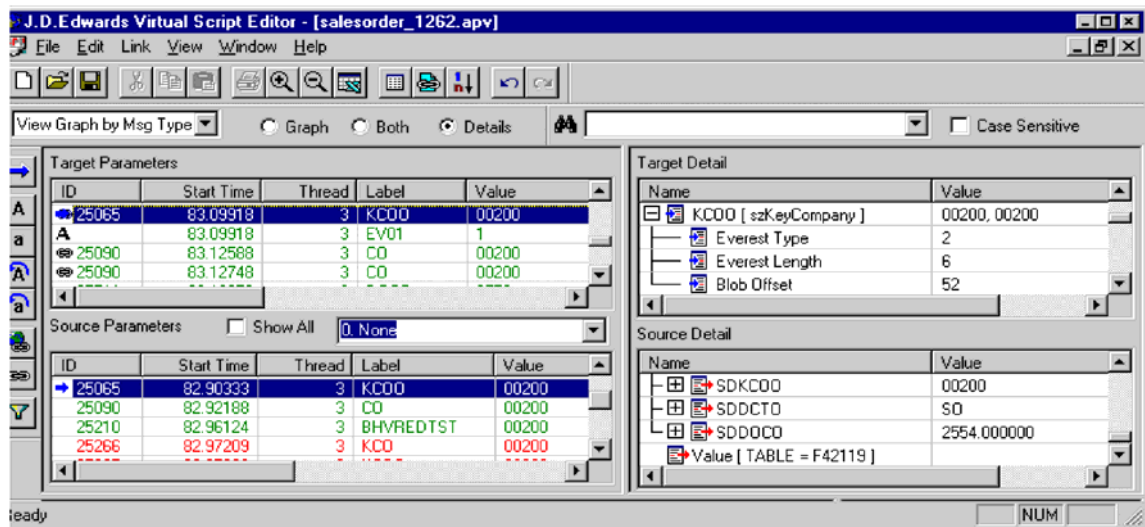 J.D.Edwards Virtual Script Editor - [salesorder_1262.apv]
File Edit Link View Window Help
View Graph by Msg Type Graph Both Details Case Sensitive
Target Parameters
ID Start Time Thread Label Value
25065 83.09918 3 KCOO 00200
A 83.09918 3 EV01 1
25090 83.12588 3 CO 00200
25090 83.12748 3 CO 00200
Source Parameters Show All 0. None
ID Start Time Thread Label Value
25065 82.90333 3 KCOO 00200
25090 82.92188 3 CO 00200
25210 82.96124 3 BHVREDTST 00200
25266 82.97209 3 KCO 00200
Target Detail
Name Value
KCOO [ szKeyCompany ] 00200, 00200
Everest Type 2
Everest Length 6
Blob Offset 52
Source Detail
Name Value
SDKCOO 00200
SDDCTO SO
SDDOCO 2554.000000
Value [ TABLE = F42119 ]
A
a
A
a
eady NUM